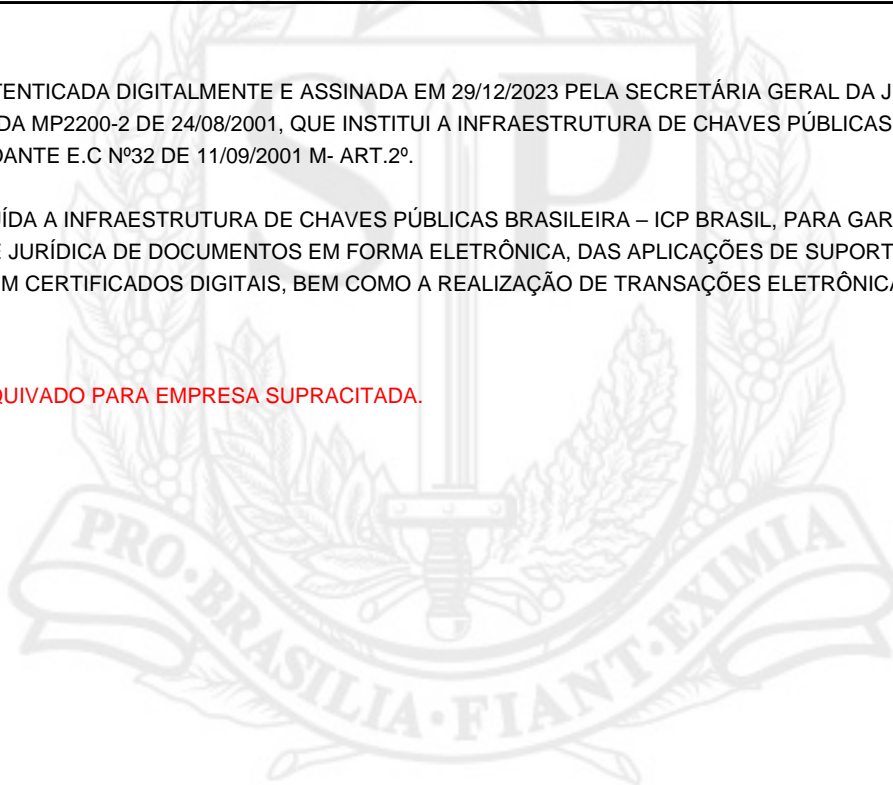 TENTICADA DIGITALMENTE E ASSINADA EM 29/12/2023 PELA SECRETÁRIA GERAL DA J
DA MP2200-2 DE 24/08/2001, QUE INSTITUI A INFRAESTRUTURA DE CHAVES PÚBLICAS
DANTE E.C Nº32 DE 11/09/2001 M- ART.2º.
UÍDA A INFRAESTRUTURA DE CHAVES PÚBLICAS BRASILEIRA – ICP BRASIL, PARA GAR
E JURÍDICA DE DOCUMENTOS EM FORMA ELETRÔNICA, DAS APLICAÇÕES DE SUPORT
M CERTIFICADOS DIGITAIS, BEM COMO A REALIZAÇÃO DE TRANSAÇÕES ELETRÔNICA
QUIVADO PARA EMPRESA SUPRACITADA.
SP
PRO·BRASILIA·FIANT·EXIMIA